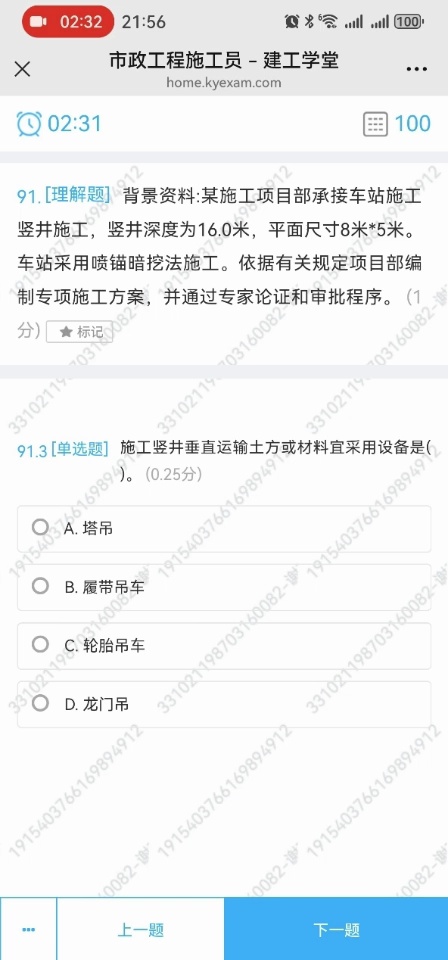 02:32 21:56 6 100
市政工程施工员 – 建工学堂
home.kyexam.com
02:31 100
91. [理解题] 背景资料:某施工项目部承接车站施工
竖井施工，竖井深度为16.0米，平面尺寸8米*5米。
车站采用喷锚暗挖法施工。依据有关规定项目部编
制专项施工方案，并通过专家论证和审批程序。（1
分） ★ 标记
91.3 [单选题] 施工竖井垂直运输土方或材料宜采用设备是(
)。（0.25分）
A. 塔吊
B. 履带吊车
C. 轮胎吊车
D. 龙门吊
上一题 下一题